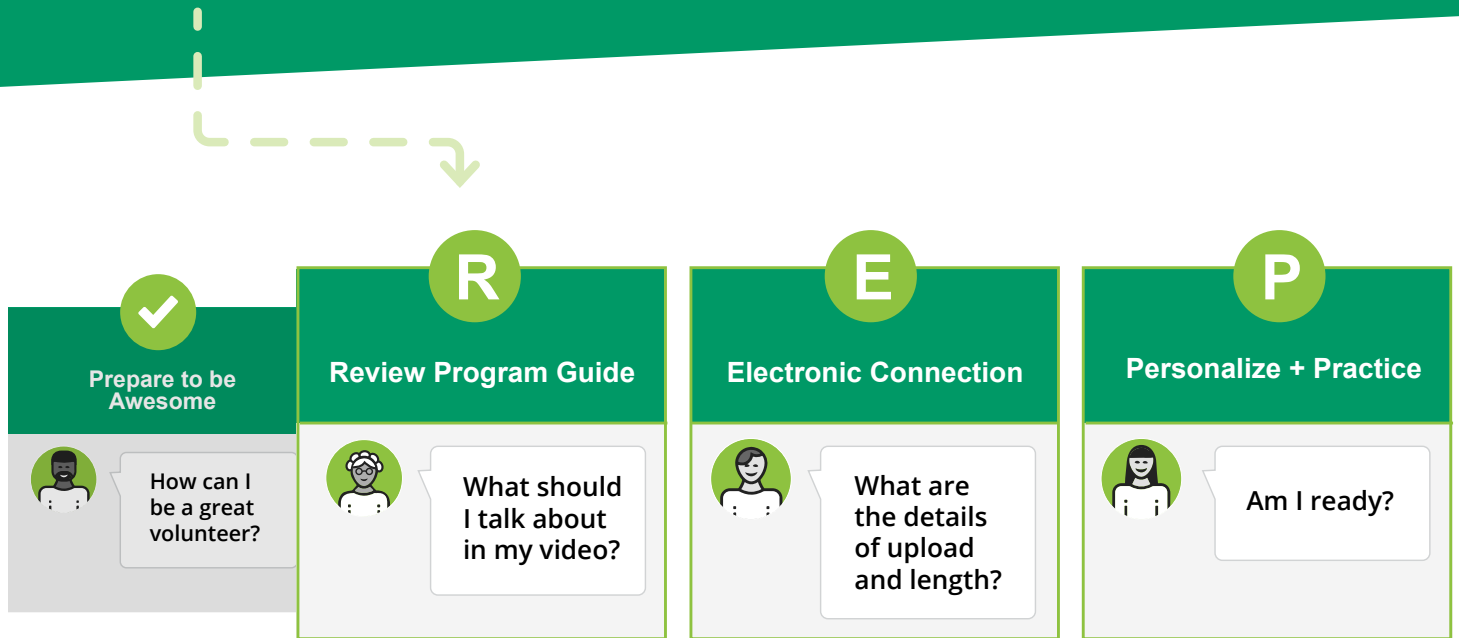 Prepare to be
Awesome
How can I
be a great
volunteer?
R
Review Program Guide
What should
I talk about
in my video?
E
Electronic Connection
What are
the details
of upload
and length?
P
Personalize + Practice
Am I ready?